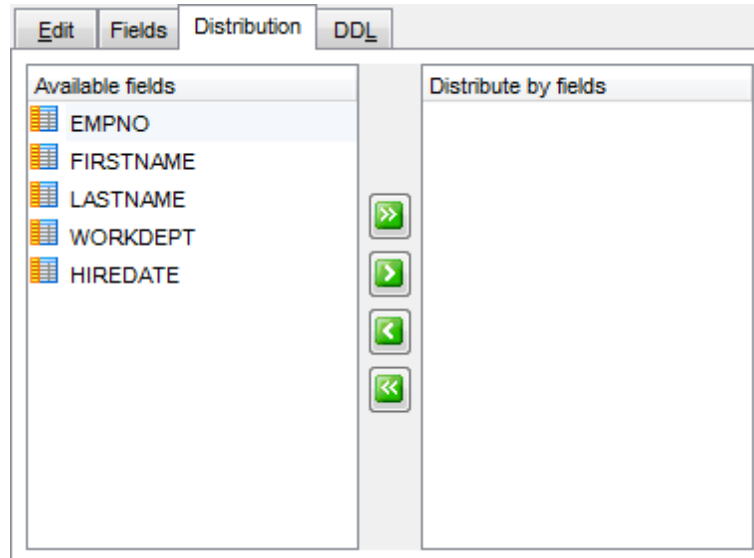 Edit Fields Distribution DDL
Available fields Distribute by fields
EMPNO
FIRSTNAME
LASTNAME
WORKDEPT
HIREDATE